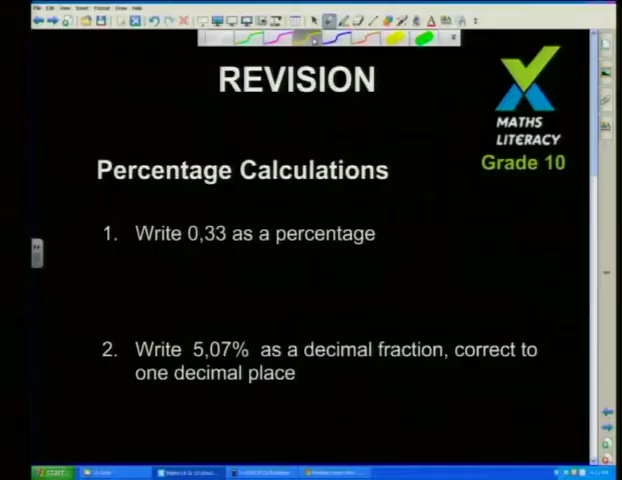 REVISION
MATHS
LITERACY
Grade 10
Percentage Calculations
1. Write 0,33 as a percentage
2. Write 5,07% as a decimal fraction, correct to
one decimal place
start